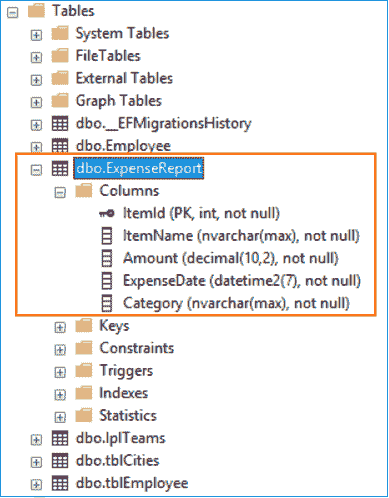 Tables
System Tables
FileTables
External Tables
Graph Tables
dbo.__EFMigrationsHistory
dbo.Employee
dbo.ExpenseReport
Columns
ItemId (PK, int, not null)
ItemName (nvarchar(max), not null)
Amount (decimal(10,2), not null)
ExpenseDate (datetime2(7), not null)
Category (nvarchar(max), not null)
Keys
Constraints
Triggers
Indexes
Statistics
dbo.IplTeams
dbo.tblCities
dbo.tblEmployee